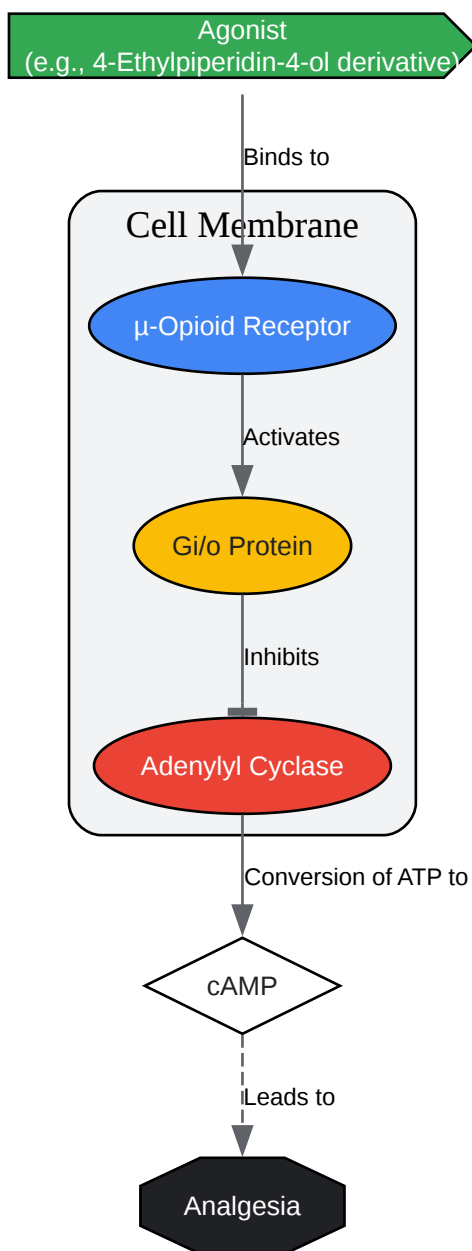 Agonist
(e.g., 4-Ethylpiperidin-4-ol derivative)
Binds to
Cell Membrane
µ-Opioid Receptor
Activates
Gi/o Protein
Inhibits
Adenylyl Cyclase
Conversion of ATP to
cAMP
Leads to
Analgesia